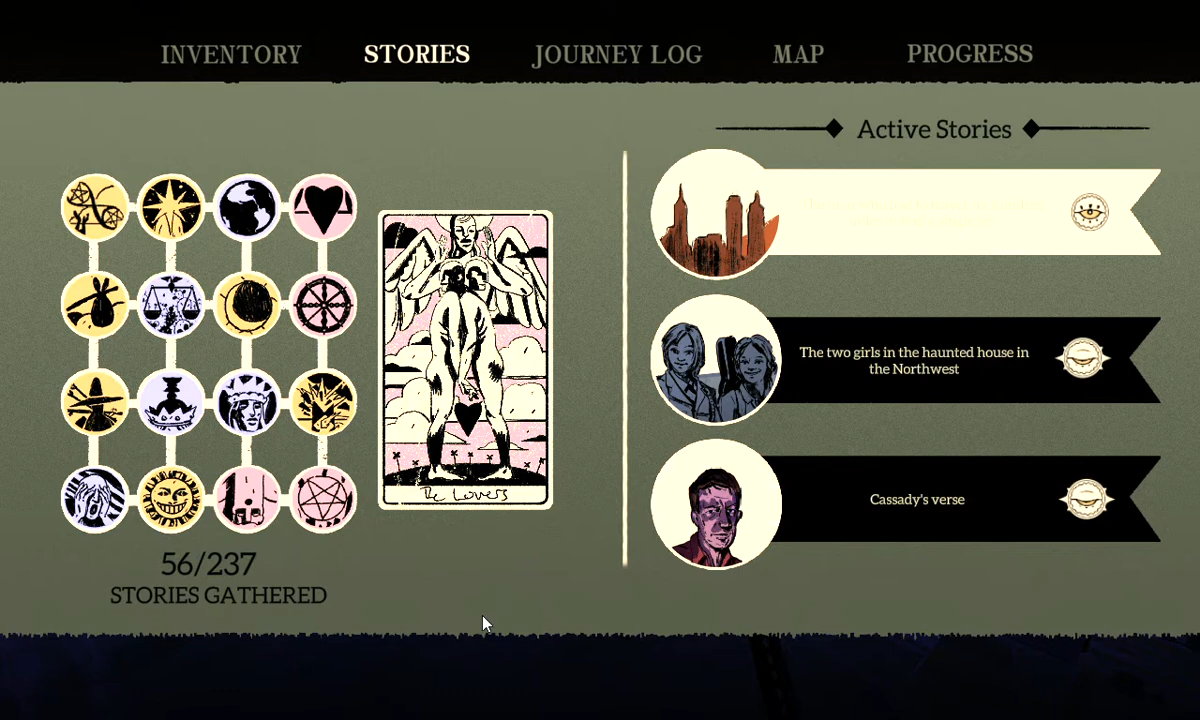 INVENTORY
STORIES
JOURNEY LOG
MAP
PROGRESS
Active Stories
The two girls in the haunted house in
the Northwest
Cassady's verse
The Lovers
56/237
STORIES GATHERED